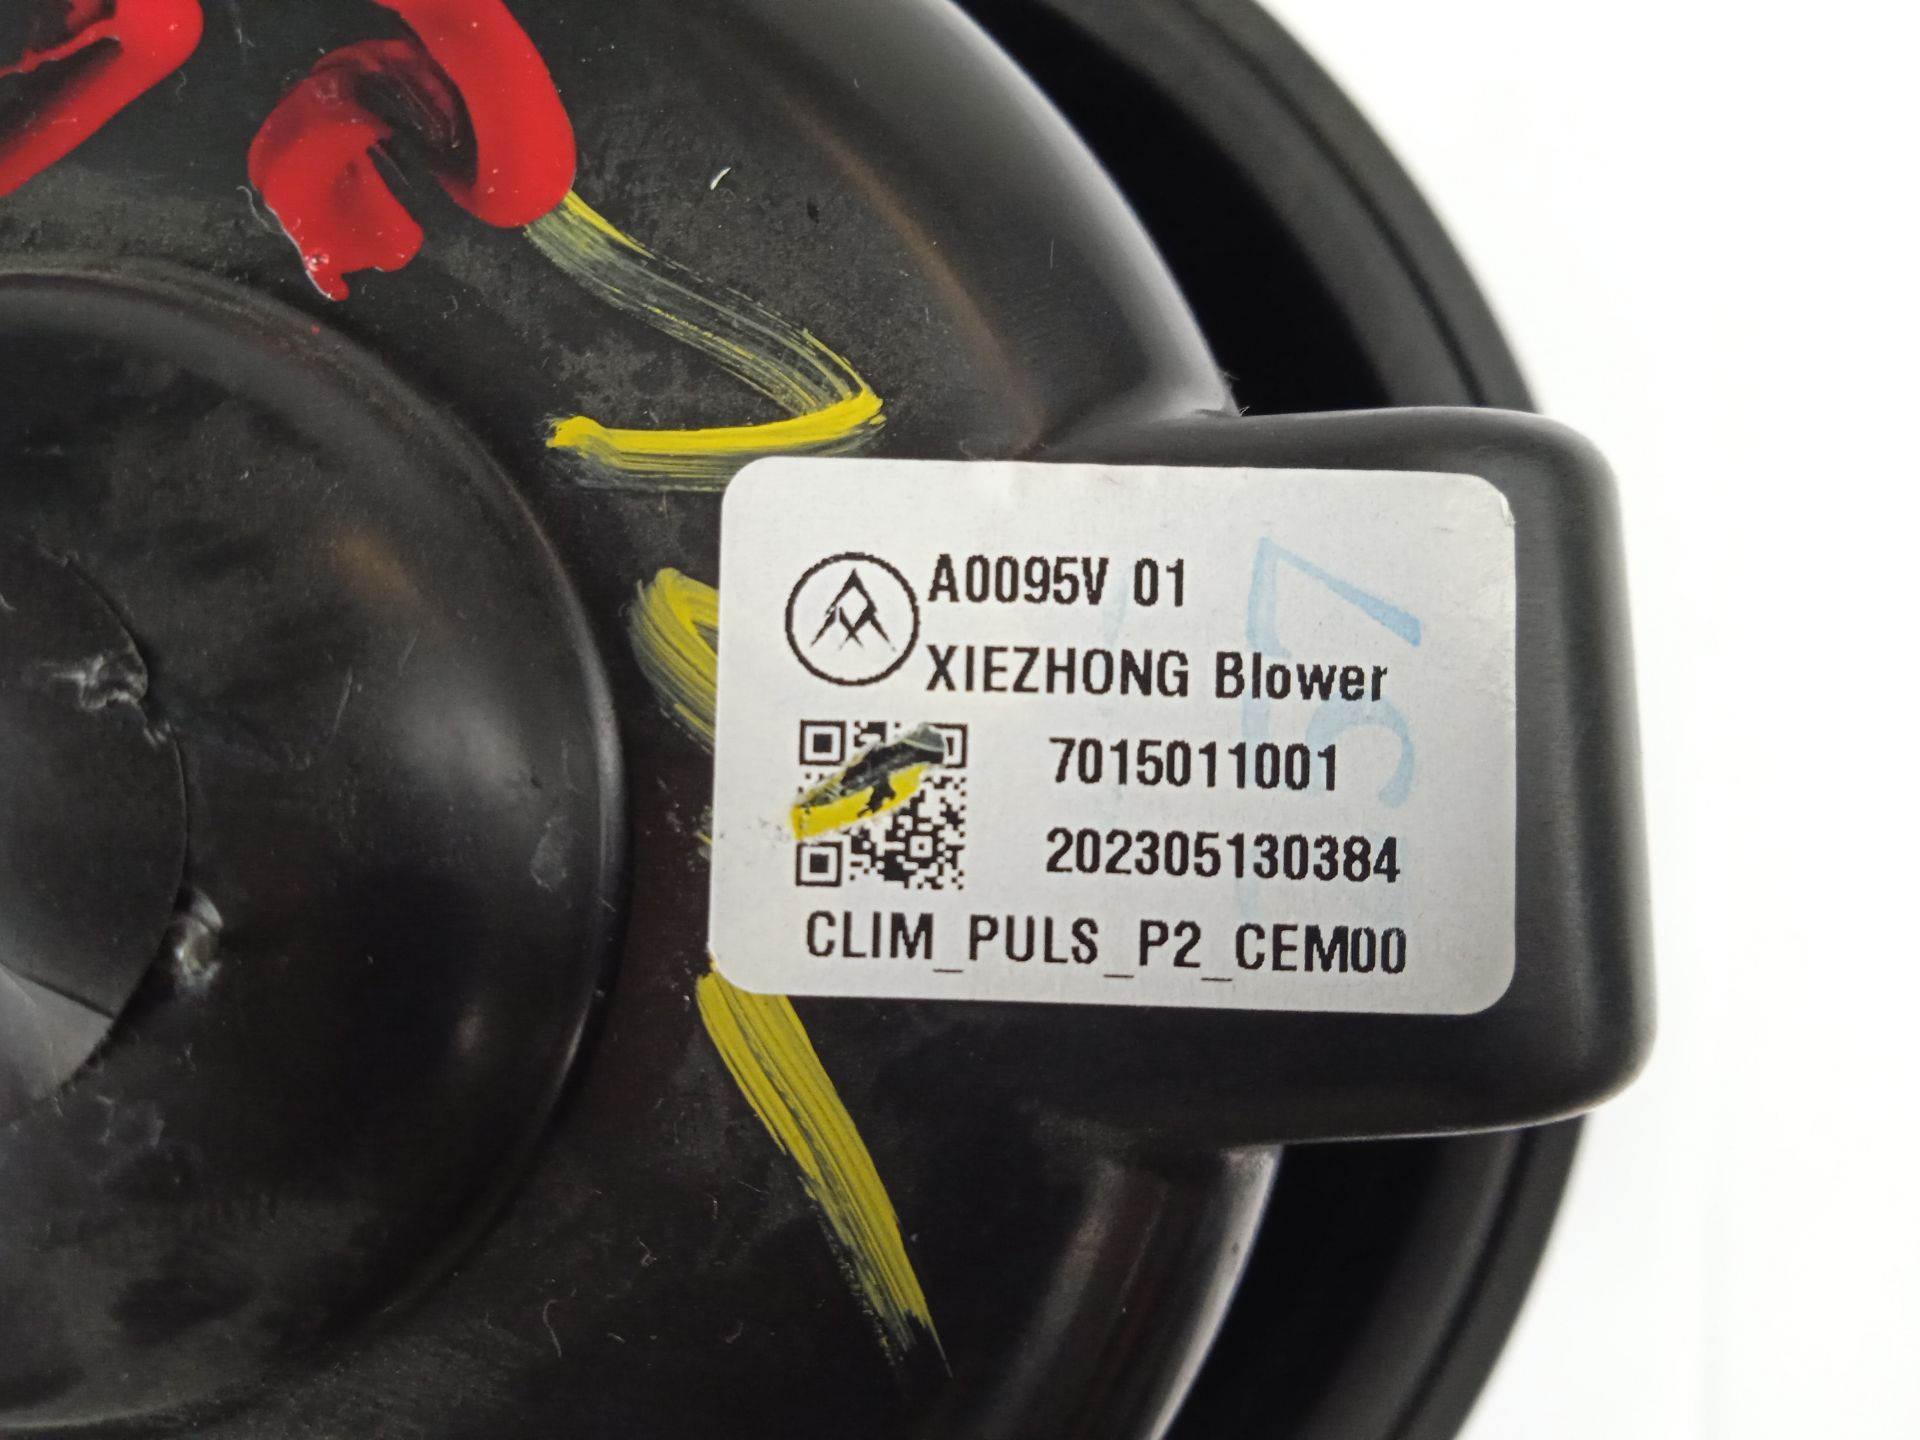 A0095V 01
XIEZHONG Blower
7015011001
202305130384
CLIM_PULS_P2_CEM00